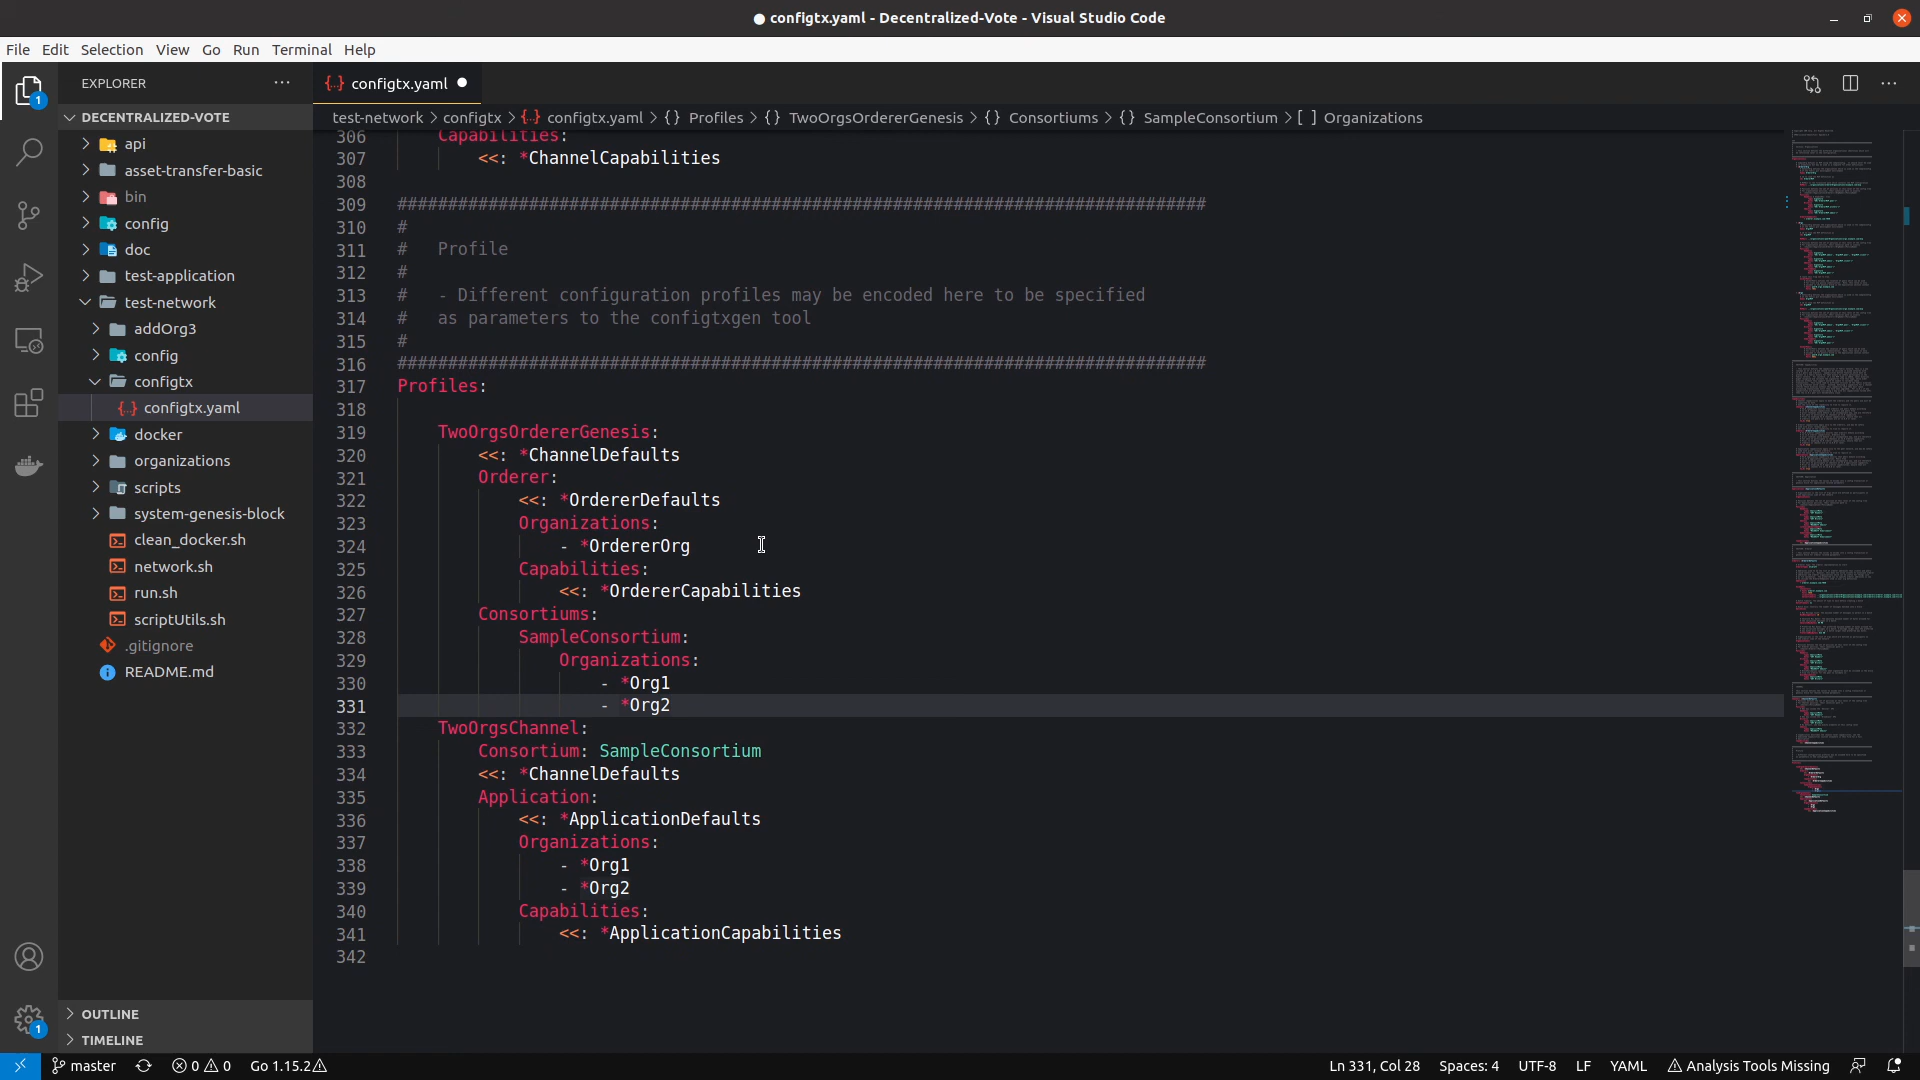 ● configtx.yaml - Decentralized-Vote - Visual Studio Code
File Edit Selection View Go Run Terminal Help
EXPLORER
configtx.yaml
1
DECENTRALIZED-VOTE
test-network > configtx > configtx.yaml > {} Profiles > {} TwoOrgsOrdererGenesis > {} Consortiums > {} SampleConsortium > [ ] Organizations
api
asset-transfer-basic
bin
config
doc
test-application
test-network
addOrg3
config
configtx
configtx.yaml
docker
organizations
scripts
system-genesis-block
clean_docker.sh
network.sh
run.sh
scriptUtils.sh
.gitignore
README.md
OUTLINE
TIMELINE
1
306     Capabilities:
307         <<: *ChannelCapabilities
308
309 ################################################################################
310 #
311 #   Profile
312 #
313 #   - Different configuration profiles may be encoded here to be specified
314 #   as parameters to the configtxgen tool
315 #
316 ################################################################################
317 Profiles:
318
319     TwoOrgsOrdererGenesis:
320         <<: *ChannelDefaults
321         Orderer:
322             <<: *OrdererDefaults
323             Organizations:
324                 - *OrdererOrg
325             Capabilities:
326                 <<: *OrdererCapabilities
327         Consortiums:
328             SampleConsortium:
329                 Organizations:
330                     - *Org1
331                     - *Org2
332     TwoOrgsChannel:
333         Consortium: SampleConsortium
334         <<: *ChannelDefaults
335         Application:
336             <<: *ApplicationDefaults
337             Organizations:
338                 - *Org1
339                 - *Org2
340             Capabilities:
341                 <<: *ApplicationCapabilities
342
master 0 0 Go 1.15.2 Ln 331, Col 28 Spaces: 4 UTF-8 LF YAML Analysis Tools Missing